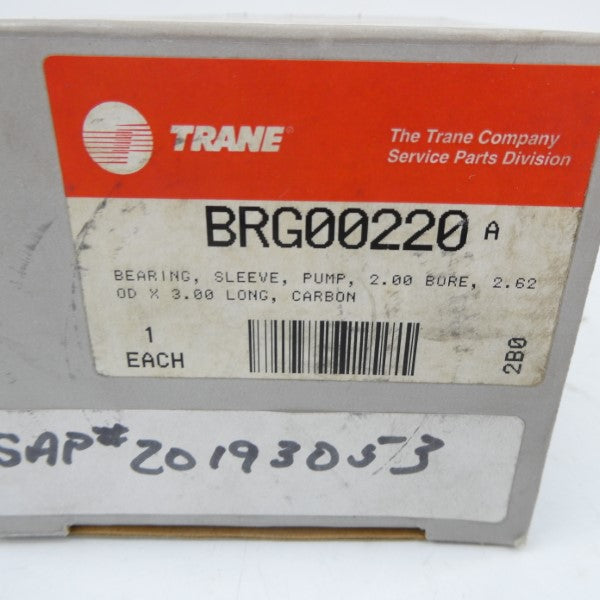 TRANE®
The Trane Company
Service Parts Division
BRG00220 A
BEARING, SLEEVE, PUMP, 2.00 BORE, 2.62
OD X 3.00 LONG, CARBON
1
EACH
2B0
SAP# 20193053